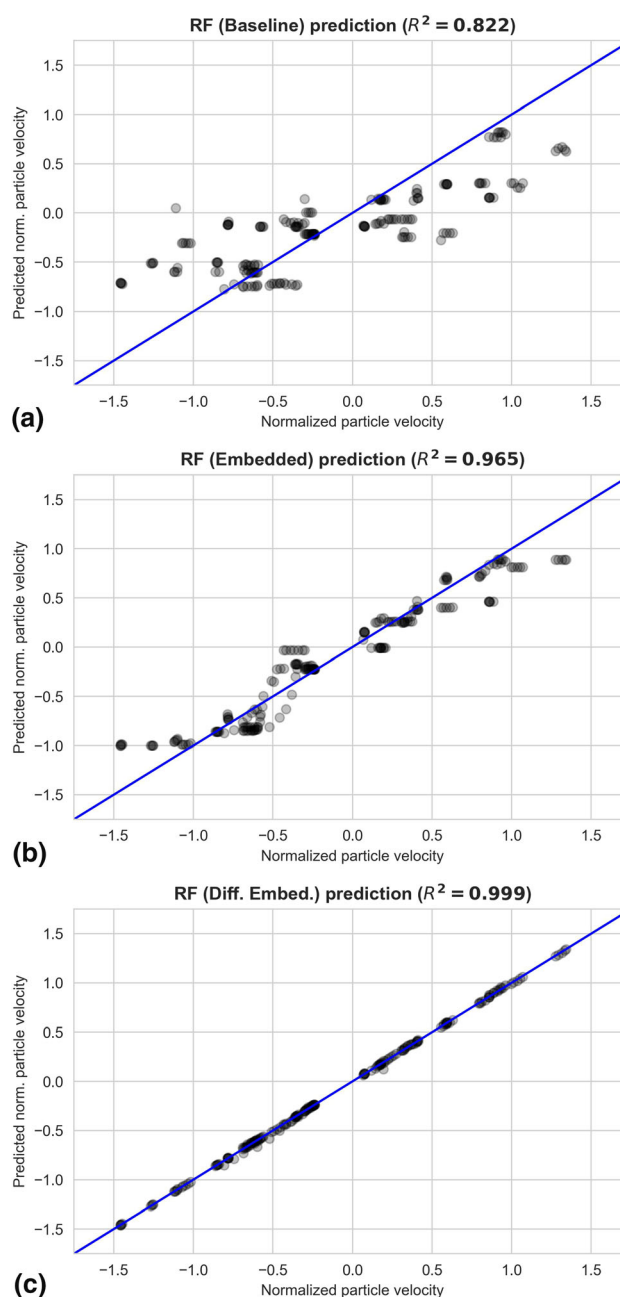 RF (Baseline) prediction (R² = 0.822)
1.5
1.0
0.5
0.0
−0.5
−1.0
−1.5
Predicted norm. particle velocity
−1.5 −1.0 −0.5 0.0 0.5 1.0 1.5
Normalized particle velocity
(a)
RF (Embedded) prediction (R² = 0.965)
1.5
1.0
0.5
0.0
−0.5
−1.0
−1.5
Predicted norm. particle velocity
−1.5 −1.0 −0.5 0.0 0.5 1.0 1.5
Normalized particle velocity
(b)
RF (Diff. Embed.) prediction (R² = 0.999)
1.5
1.0
0.5
0.0
−0.5
−1.0
−1.5
Predicted norm. particle velocity
−1.5 −1.0 −0.5 0.0 0.5 1.0 1.5
Normalized particle velocity
(c)